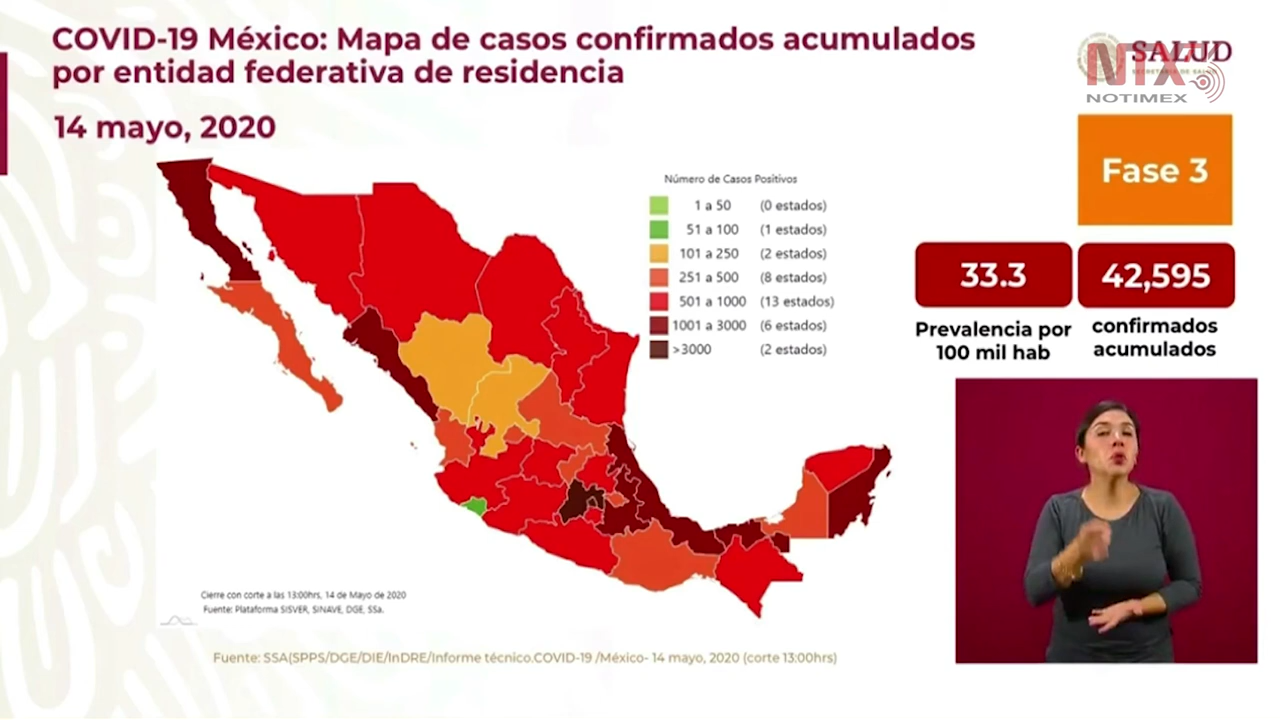 COVID-19 México: Mapa de casos confirmados acumulados
por entidad federativa de residencia
14 mayo, 2020
SALUD
SECRETARÍA DE SALUD
NTX
NOTIMEX
Fase 3
Número de Casos Positivos
1 a 50 (0 estados)
51 a 100 (1 estados)
101 a 250 (2 estados)
251 a 500 (8 estados)
501 a 1000 (13 estados)
1001 a 3000 (6 estados)
>3000 (2 estados)
33.3
Prevalencia por
100 mil hab
42,595
confirmados
acumulados
Cierre con corte a las 13:00hrs, 14 de Mayo de 2020
Fuente: Plataforma SISVER, SINAVE, DGE, SSa.
Fuente: SSA(SPPS/DGE/DIE/InDRE/Informe técnico.COVID-19 /México- 14 mayo, 2020 (corte 13:00hrs)